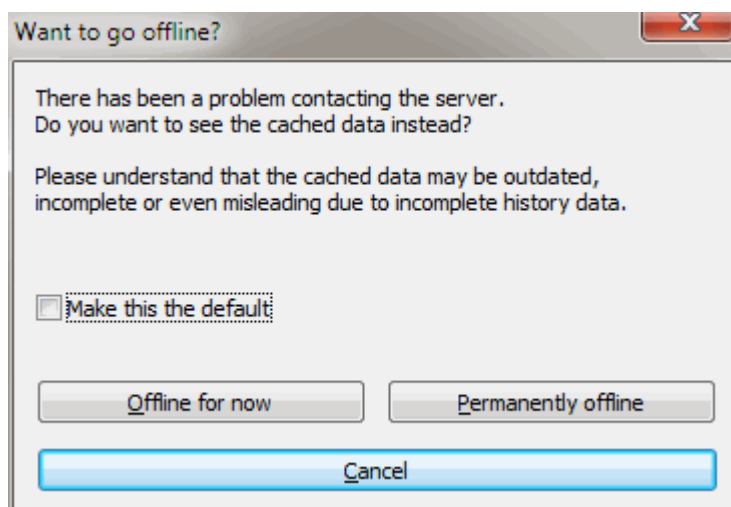 Want to go offline?
There has been a problem contacting the server.
Do you want to see the cached data instead?
Please understand that the cached data may be outdated,
incomplete or even misleading due to incomplete history data.
Make this the default
Offline for now
Permanently offline
Cancel